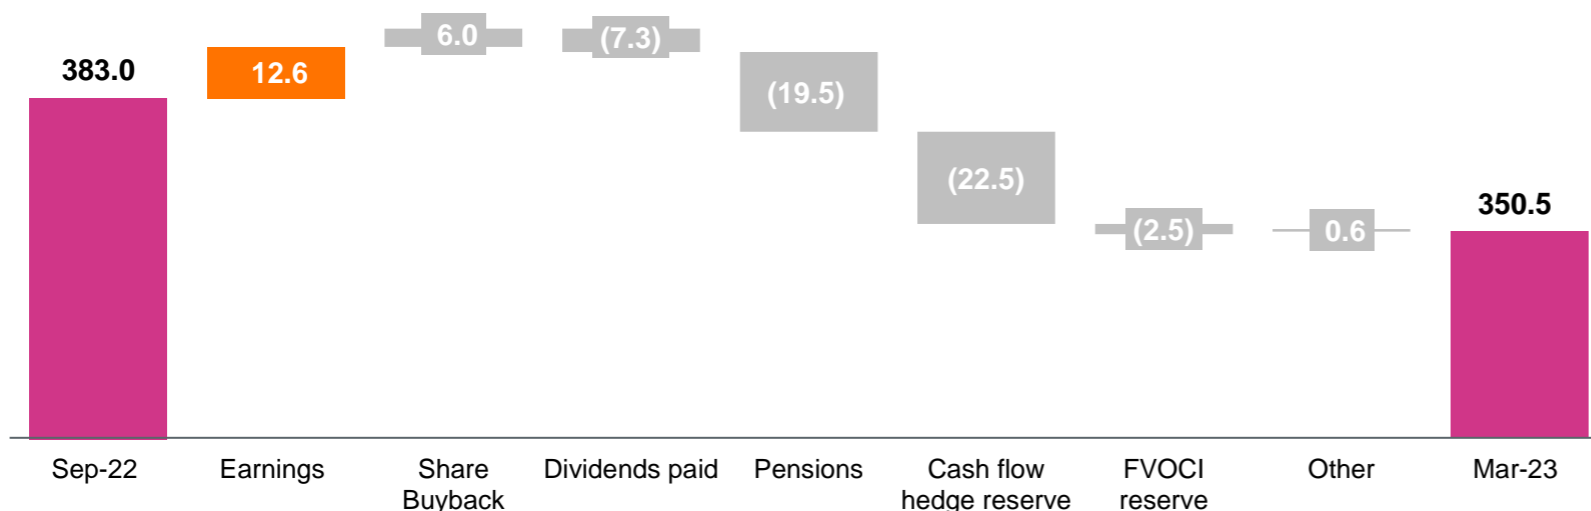 383.0
12.6
6.0
(7.3)
(19.5)
(22.5)
(2.5)
0.6
350.5
Sep-22
Earnings
Share
Buyback
Dividends paid
Pensions
Cash flow
hedge reserve
FVOCI
reserve
Other
Mar-23